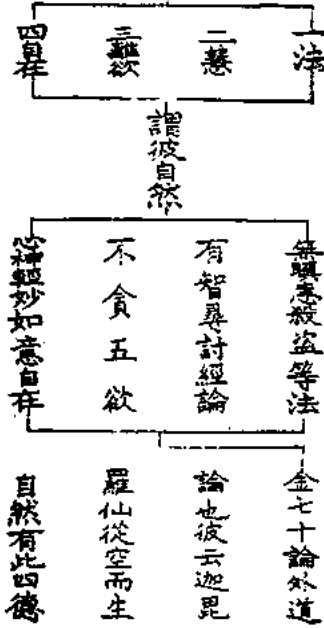 一法
二慧
三離欲
四自在
謂彼自然
無瞋恚殺盜等法
有智尋討經論
不貪五欲
心神輕妙如意自在
金七十論外道
論也彼云迦毘
羅仙從空而生
自然有此四德